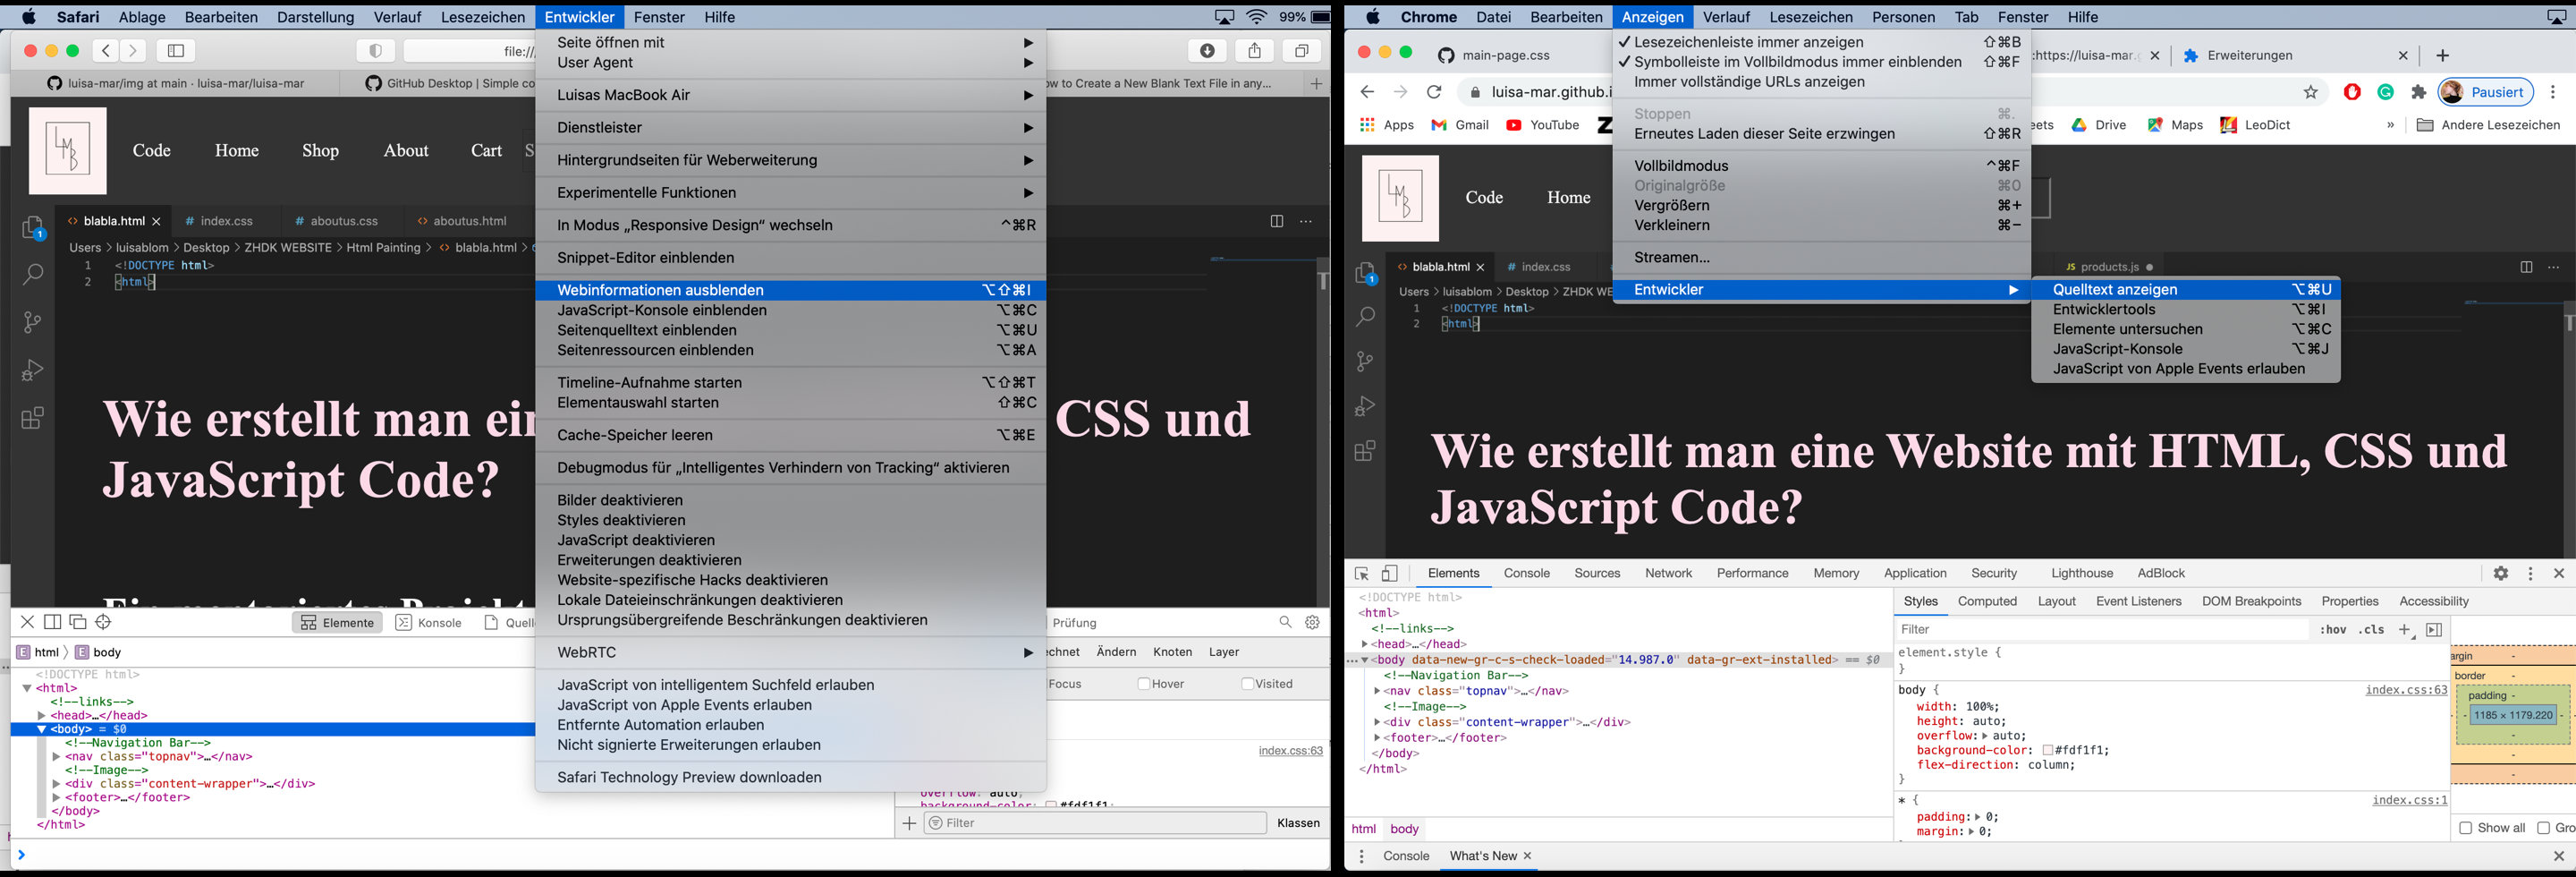 Safari Ablage Bearbeiten Darstellung Verlauf Lesezeichen Entwickler Fenster Hilfe 99%
file://
luisa-mar/img at main · luisa-mar/luisa-mar
GitHub Desktop | Simple co
ow to Create a New Blank Text File in any...
LMB
Code Home Shop About Cart S
blabla.html # index.css # aboutus.css aboutus.html
Users > luisablom > Desktop > ZHDK WEBSITE > Html Painting > blabla.html >
1 <!DOCTYPE html>
2 <html>
Wie erstellt man ein
CSS und
JavaScript Code?
Seite öffnen mit
User Agent
Luisas MacBook Air
Dienstleister
Hintergrundseiten für Weberweiterung
Experimentelle Funktionen
In Modus „Responsive Design“ wechseln ^⌘R
Snippet-Editor einblenden
Webinformationen ausblenden ⌥⇧⌘I
JavaScript-Konsole einblenden ⌥⌘C
Seitenquelltext einblenden ⌥⌘U
Seitenressourcen einblenden ⌥⌘A
Timeline-Aufnahme starten ⌥⇧⌘T
Elementauswahl starten ⇧⌘C
Cache-Speicher leeren ⌥⌘E
Debugmodus für „Intelligentes Verhindern von Tracking“ aktivieren
Bilder deaktivieren
Styles deaktivieren
JavaScript deaktivieren
Erweiterungen deaktivieren
Website-spezifische Hacks deaktivieren
Lokale Dateieinschränkungen deaktivieren
Ursprungsübergreifende Beschränkungen deaktivieren
WebRTC
JavaScript von intelligentem Suchfeld erlauben
JavaScript von Apple Events erlauben
Entfernte Automation erlauben
Nicht signierte Erweiterungen erlauben
Safari Technology Preview downloaden
Elemente Konsole Quell
Prüfung
E html > E body
echnet Ändern Knoten Layer
Focus Hover Visited
<!DOCTYPE html>
<html>
<!--links-->
<head>…</head>
<body> = $0
<!--Navigation Bar-->
<nav class="topnav">…</nav>
<!--Image-->
<div class="content-wrapper">…</div>
<footer>…</footer>
</body>
</html>
index.css:63
overflow: auto;
background-color: #fdf1f1;
Filter
Klassen
Chrome Datei Bearbeiten Anzeigen Verlauf Lesezeichen Personen Tab Fenster Hilfe
main-page.css
:https://luisa-mar.g
Erweiterungen
luisa-mar.github.i
Pausiert
Apps Gmail YouTube
eets Drive Maps LeoDict » Andere Lesezeichen
LMB
Code Home
blabla.html # index.css
JS products.js
Users > luisablom > Desktop > ZHDK WE
1 <!DOCTYPE html>
2 <html>
✓ Lesezeichenleiste immer anzeigen ⇧⌘B
✓ Symbolleiste im Vollbildmodus immer einblenden ⇧⌘F
Immer vollständige URLs anzeigen
Stoppen ⌘.
Erneutes Laden dieser Seite erzwingen ⇧⌘R
Vollbildmodus ^⌘F
Originalgröße ⌘0
Vergrößern ⌘+
Verkleinern ⌘−
Streamen...
Entwickler
Quelltext anzeigen ⌥⌘U
Entwicklertools ⌥⌘I
Elemente untersuchen ⌥⌘C
JavaScript-Konsole ⌥⌘J
JavaScript von Apple Events erlauben
Wie erstellt man eine Website mit HTML, CSS und
JavaScript Code?
Elements Console Sources Network Performance Memory Application Security Lighthouse AdBlock
<!DOCTYPE html>
<html>
<!--links-->
<head>…</head>
<body data-new-gr-c-s-check-loaded="14.987.0" data-gr-ext-installed> == $0
<!--Navigation Bar-->
<nav class="topnav">…</nav>
<!--Image-->
<div class="content-wrapper">…</div>
<footer>…</footer>
</body>
</html>
html body
Styles Computed Layout Event Listeners DOM Breakpoints Properties Accessibility
Filter :hov .cls +
element.style {
}
body { index.css:63
width: 100%;
height: auto;
overflow: auto;
background-color: #fdf1f1;
flex-direction: column;
}
* { index.css:1
padding: 0;
margin: 0;
argin -
border -
padding -
1185 × 1179.220
Show all Gro
Console What's New